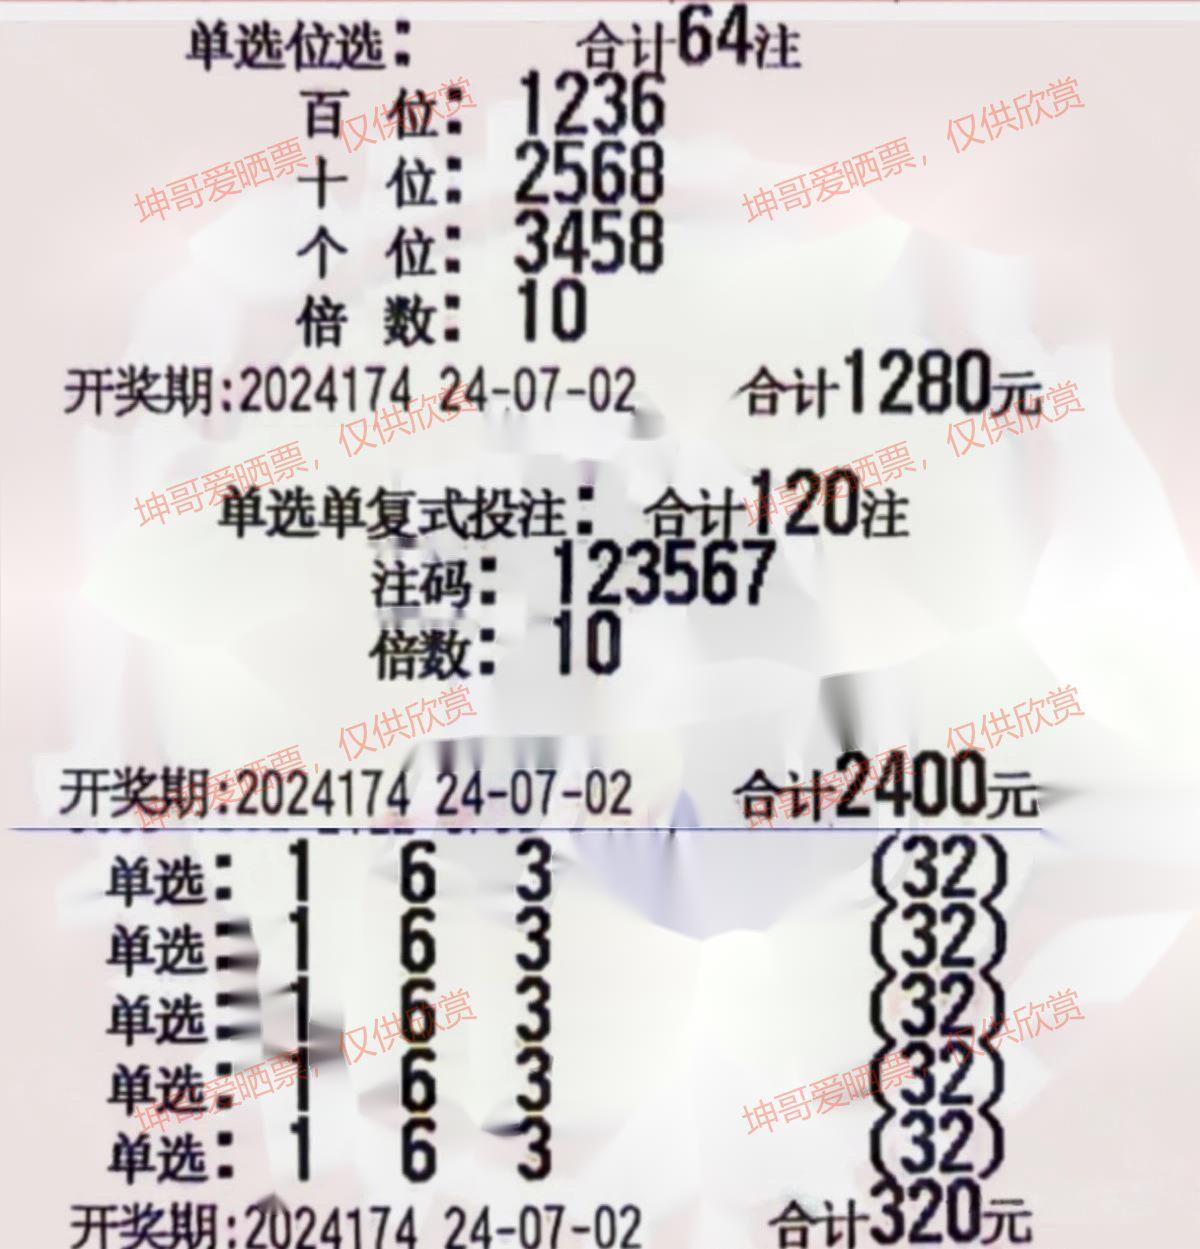 单选位选: 合计64注
百 位: 1236
十 位: 2568
个 位: 3458
倍 数: 10
开奖期:2024174 24-07-02 合计1280元
单选单复式投注: 合计120注
注码: 123567
倍数: 10
开奖期:2024174 24-07-02 合计2400元
单选: 1 6 3 (32)
单选: 1 6 3 (32)
单选: 1 6 3 (32)
单选: 1 6 3 (32)
单选: 1 6 3 (32)
开奖期:2024174 24-07-02 合计320元
坤哥爱晒票，仅供欣赏
坤哥爱晒票，仅供欣赏
坤哥爱晒票，仅供欣赏
坤哥爱晒票，仅供欣赏
坤哥爱晒票，仅供欣赏
坤哥爱晒票，仅供欣赏
坤哥爱晒票，仅供欣赏
坤哥爱晒票，仅供欣赏